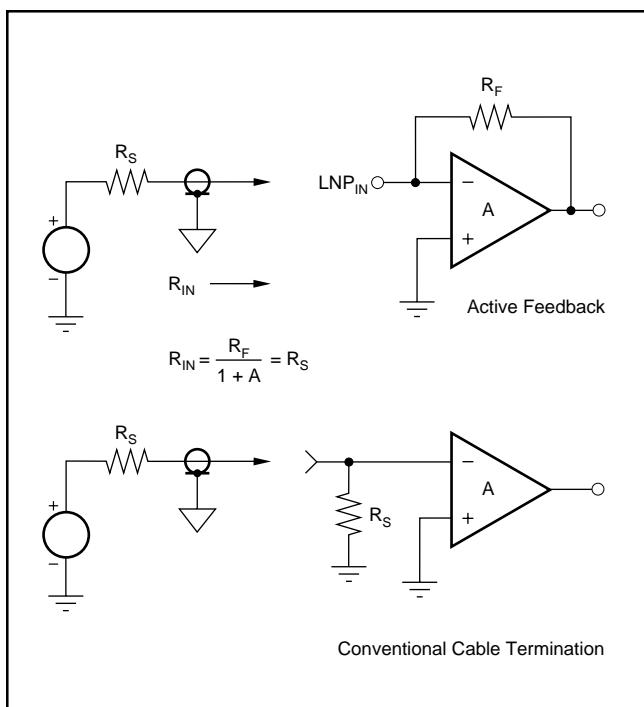 R_F
R_S
LNP_IN
−
A
+
+
−
R_IN
Active Feedback
R_IN = R_F / (1 + A) = R_S
R_S
−
A
+
R_S
+
−
Conventional Cable Termination